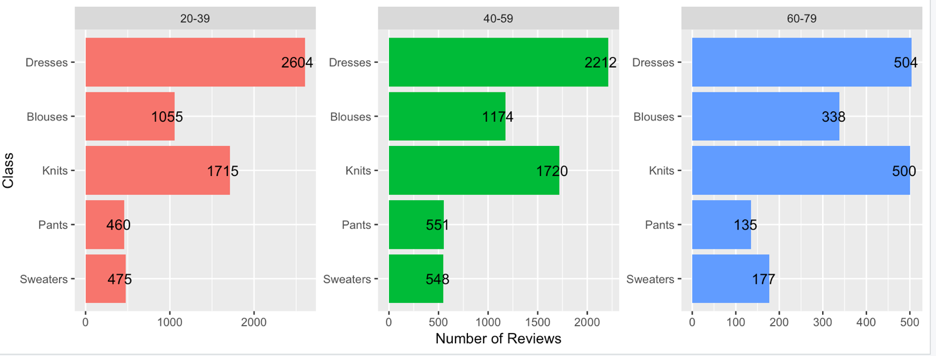 20-39
40-59
60-79
Class
Dresses
2604
Dresses
2212
Dresses
504
Blouses
1055
Blouses
1174
Blouses
338
Knits
1715
Knits
1720
Knits
500
Pants
460
Pants
551
Pants
135
Sweaters
475
Sweaters
548
Sweaters
177
0 1000 2000
0 500 1000 1500 2000
0 100 200 300 400 500
Number of Reviews